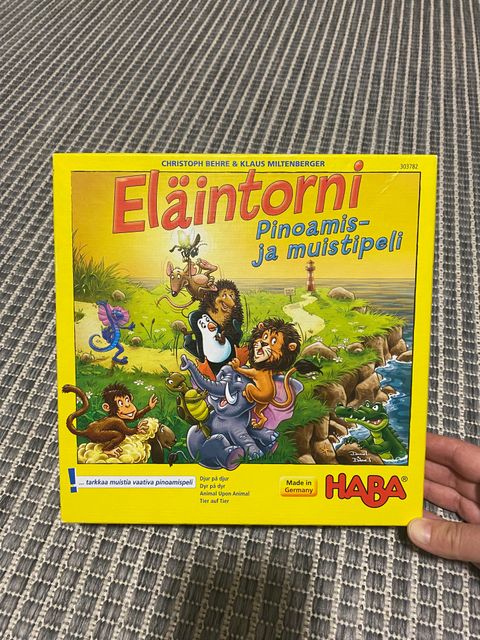 CHRISTOPH BEHRE & KLAUS MILTENBERGER
303782
Eläintorni
Pinoamis-
ja muistipeli
! ... tarkkaa muistia vaativa pinoamispeli
Djur på djur
Dyr på dyr
Animal Upon Animal
Tier auf Tier
Made in
Germany
HABA®